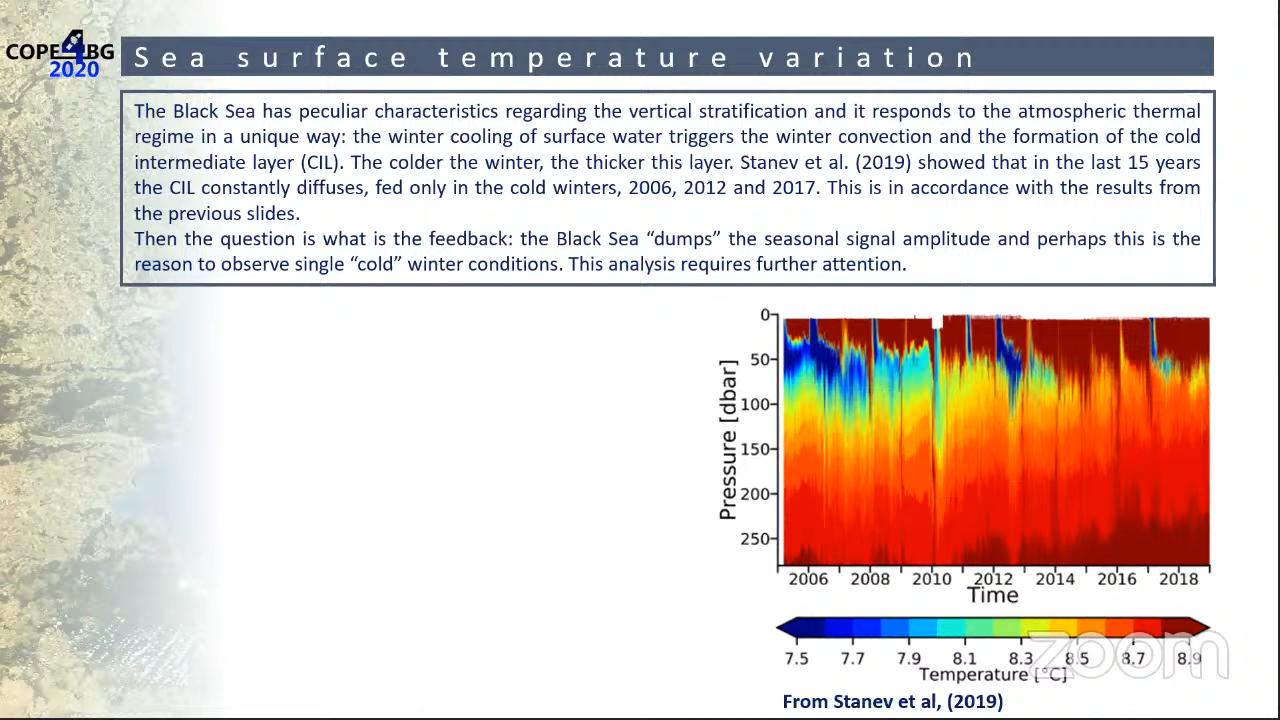 COPE4BG
2020
Sea surface temperature variation
The Black Sea has peculiar characteristics regarding the vertical stratification and it responds to the atmospheric thermal
regime in a unique way: the winter cooling of surface water triggers the winter convection and the formation of the cold
intermediate layer (CIL). The colder the winter, the thicker this layer. Stanev et al. (2019) showed that in the last 15 years
the CIL constantly diffuses, fed only in the cold winters, 2006, 2012 and 2017. This is in accordance with the results from
the previous slides.
Then the question is what is the feedback: the Black Sea “dumps” the seasonal signal amplitude and perhaps this is the
reason to observe single “cold” winter conditions. This analysis requires further attention.
0
50
100
150
200
250
Pressure [dbar]
2006 2008 2010 2012 2014 2016 2018
Time
7.5 7.7 7.9 8.1 8.3 8.5 8.7 8.9
Temperature [°C]
zoom
From Stanev et al, (2019)